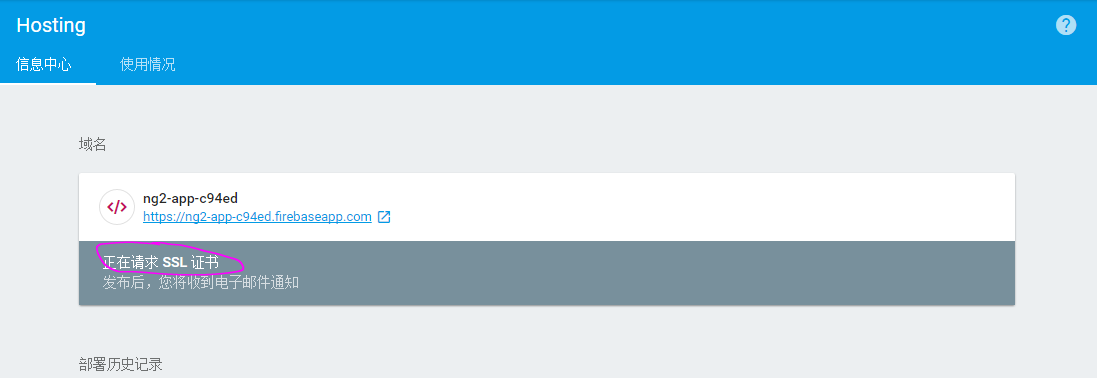 Hosting
?
信息中心 使用情况
域名
</>
ng2-app-c94ed
https://ng2-app-c94ed.firebaseapp.com
正在请求 SSL 证书
发布后，您将收到电子邮件通知
部署历史记录